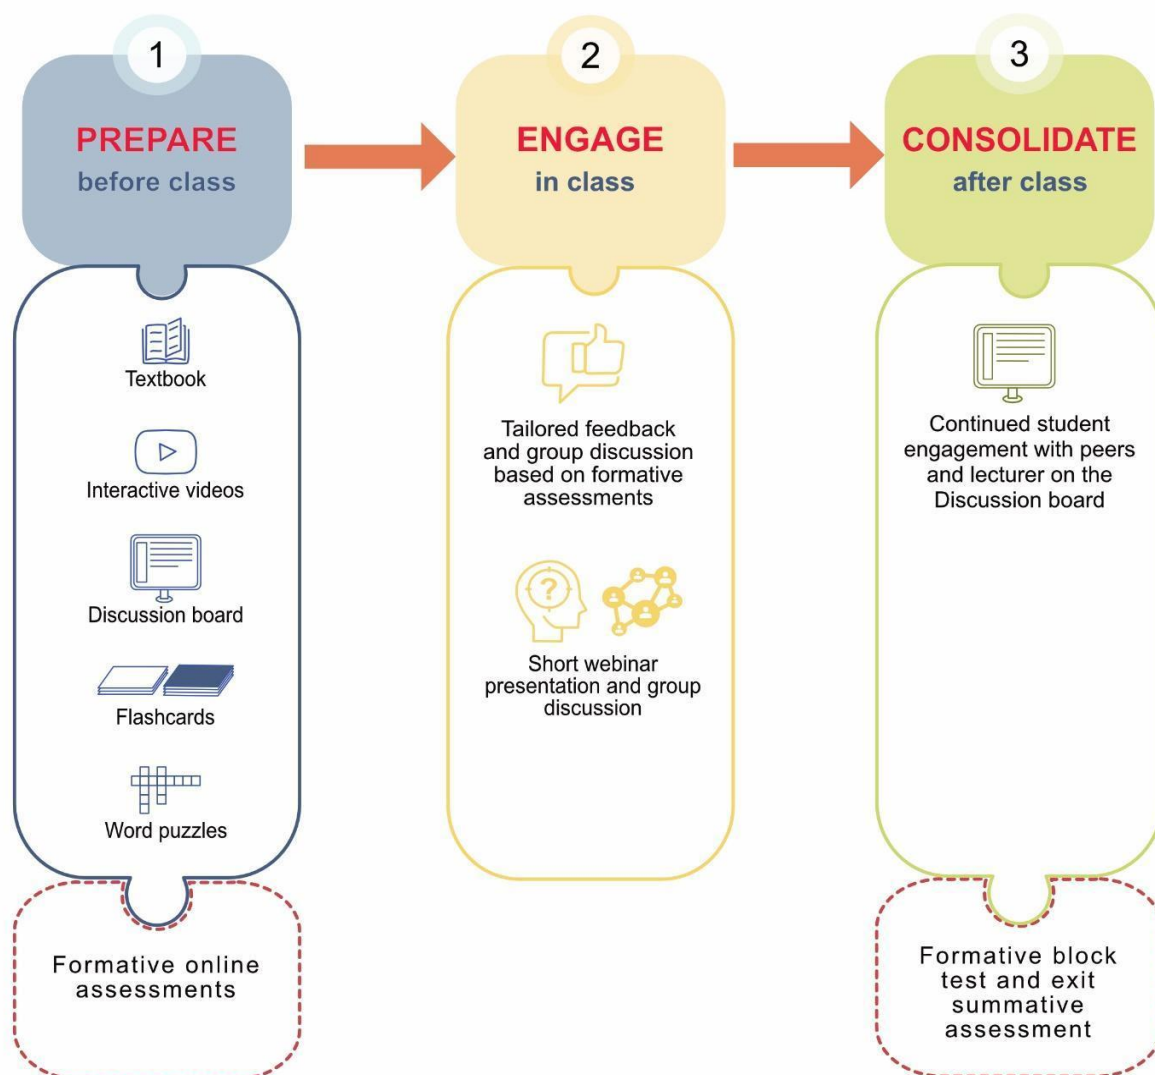 1
PREPARE
before class
Textbook
Interactive videos
Discussion board
Flashcards
Word puzzles
Formative online
assessments
2
ENGAGE
in class
Tailored feedback
and group discussion
based on formative
assessments
?
Short webinar
presentation and group
discussion
3
CONSOLIDATE
after class
Continued student
engagement with peers
and lecturer on the
Discussion board
Formative block
test and exit
summative
assessment